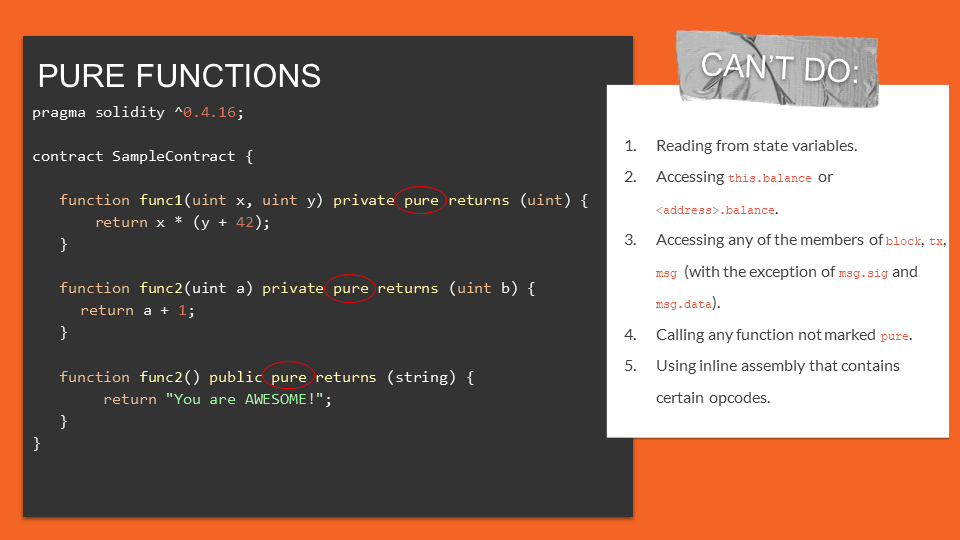 PURE FUNCTIONS
pragma solidity ^0.4.16;
contract SampleContract {
function func1(uint x, uint y) private pure returns (uint) {
return x * (y + 42);
}
function func2(uint a) private pure returns (uint b) {
return a + 1;
}
function func2() public pure returns (string) {
return "You are AWESOME!";
}
}
CAN'T DO:
1. Reading from state variables.
2. Accessing this.balance or
<address>.balance.
3. Accessing any of the members of block, tx,
msg (with the exception of msg.sig and
msg.data).
4. Calling any function not marked pure.
5. Using inline assembly that contains
certain opcodes.